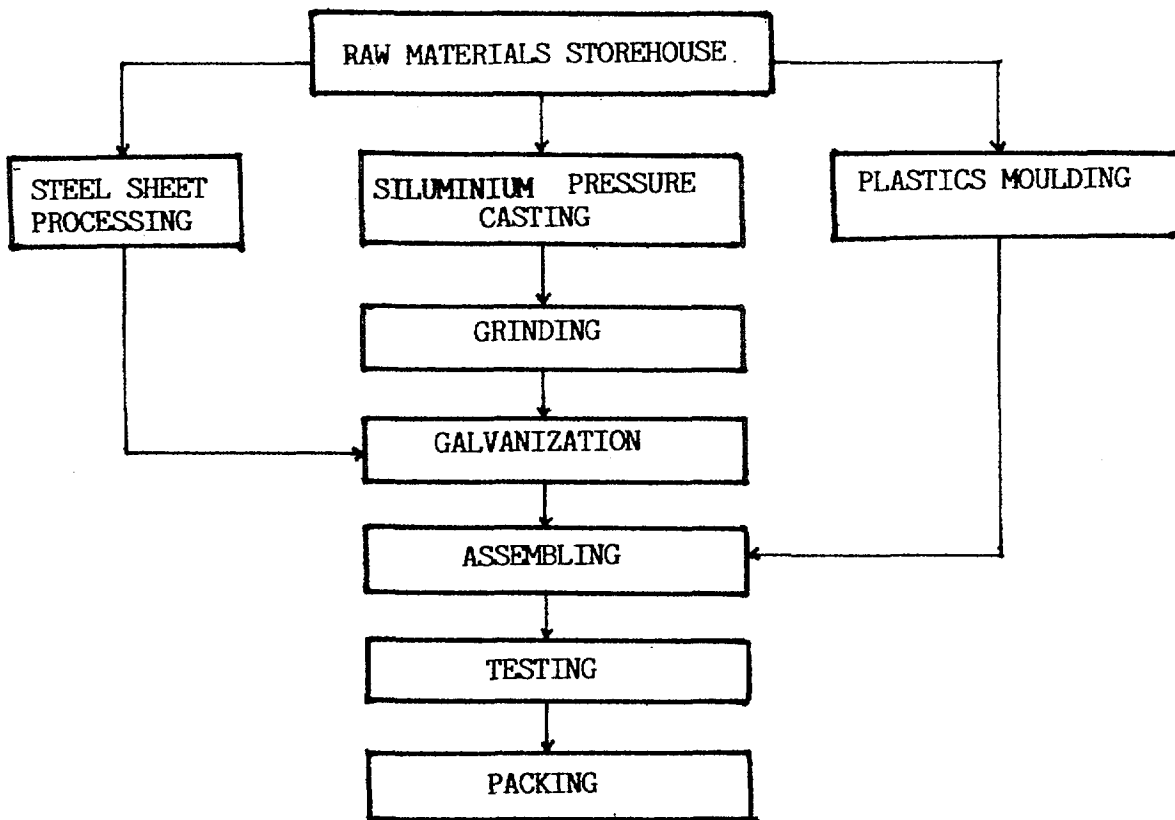 RAW MATERIALS STOREHOUSE
STEEL SHEET
PROCESSING
SILUMINIUM PRESSURE
CASTING
PLASTICS MOULDING
GRINDING
GALVANIZATION
ASSEMBLING
TESTING
PACKING